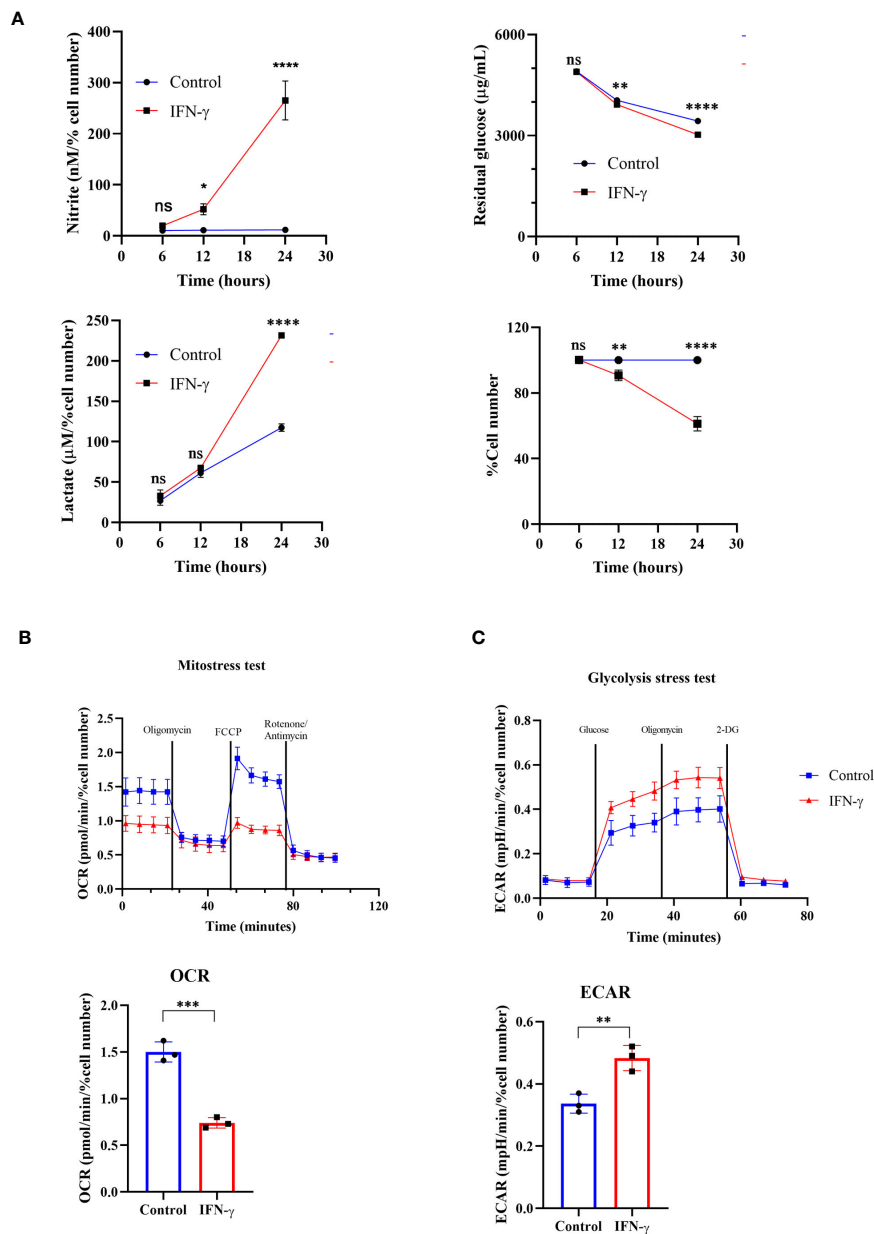 A
Nitrite (nM/% cell number)
500
400
300
200
100
0
0 6 12 18 24 30
Time (hours)
Control
IFN-γ
ns
*
****
Residual glucose (μg/mL)
6000
3000
0
0 6 12 18 24 30
Time (hours)
ns
**
****
Control
IFN-γ
Lactate (μM/%cell number)
250
200
150
100
50
0
0 6 12 18 24 30
Time (hours)
Control
IFN-γ
ns
ns
****
%Cell number
120
80
40
0
0 6 12 18 24 30
Time (hours)
ns
**
****
B
Mitostress test
OCR (pmol/min/%cell number)
2.5
2.0
1.5
1.0
0.5
0.0
0 40 80 120
Time (minutes)
Oligomycin
FCCP
Rotenone/
Antimycin
C
Glycolysis stress test
ECAR (mpH/min/%cell number)
0.8
0.6
0.4
0.2
0.0
0 20 40 60 80
Time (minutes)
Glucose
Oligomycin
2-DG
Control
IFN-γ
OCR
OCR (pmol/min/%cell number)
2.0
1.5
1.0
0.5
0.0
***
Control IFN-γ
ECAR
ECAR (mpH/min/%cell number)
0.6
0.4
0.2
0.0
**
Control IFN-γ